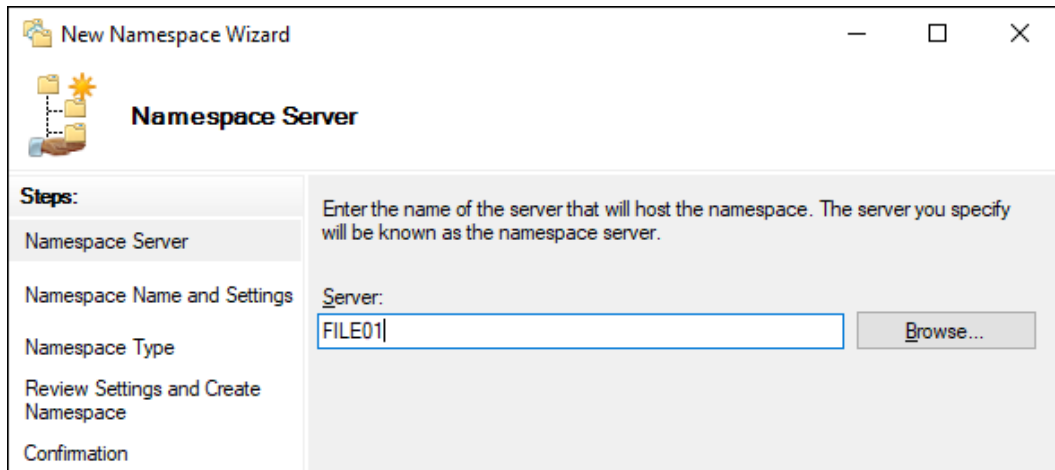 New Namespace Wizard
Namespace Server
Steps:
Namespace Server
Namespace Name and Settings
Namespace Type
Review Settings and Create
Namespace
Confirmation
Enter the name of the server that will host the namespace. The server you specify
will be known as the namespace server.
Server:
FILE01
Browse...